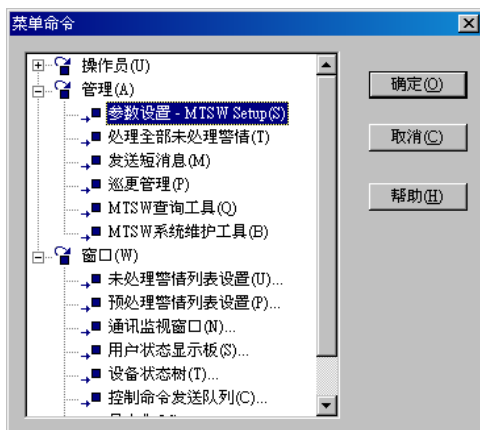 菜单命令
操作员(U)
管理(A)
参数设置 - MTSW Setup(S)
处理全部未处理警情(T)
发送短消息(M)
巡更管理(P)
MTSW查询工具(Q)
MTSW系统维护工具(B)
窗口(W)
未处理警情列表设置(U)...
预处理警情列表设置(P)...
通讯监视窗口(N)...
用户状态显示板(S)...
设备状态树(T)...
控制命令发送队列(C)...
确定(O)
取消(C)
帮助(H)